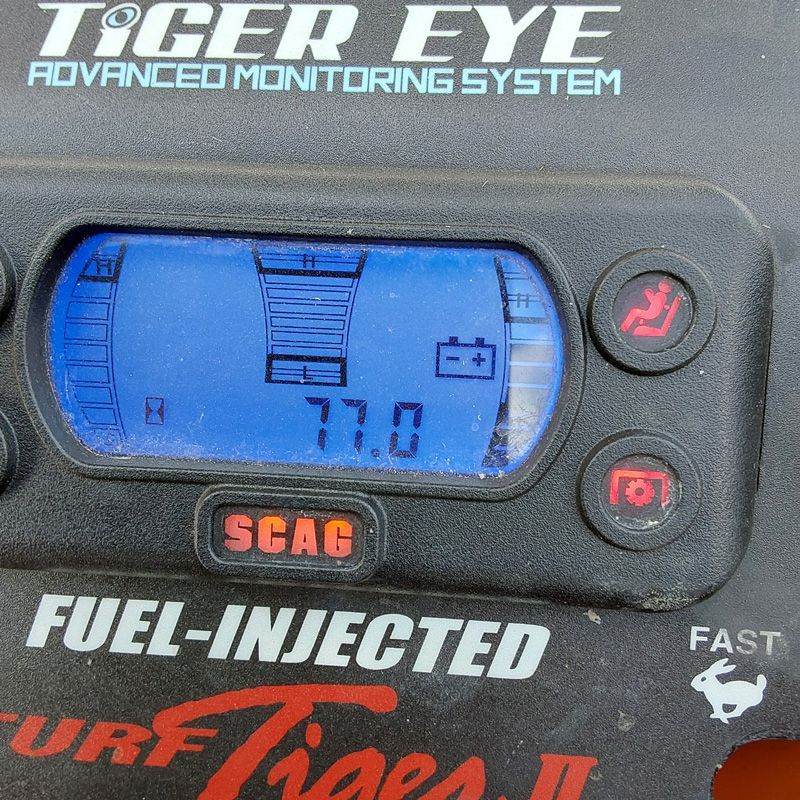 TIGER EYE
ADVANCED MONITORING SYSTEM
H H H
L
77.0
SCAG
FUEL-INJECTED
FAST
TURF Tiger II